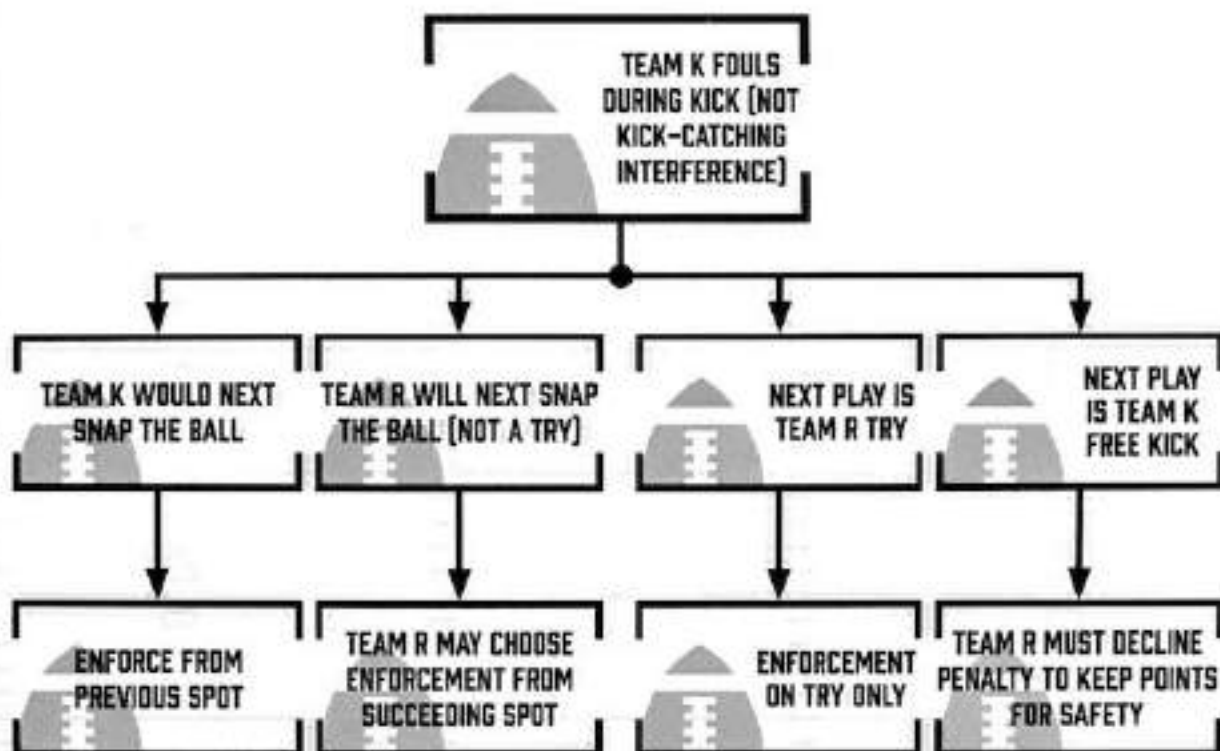 TEAM K FOULS
DURING KICK (NOT
KICK-CATCHING
INTERFERENCE)
TEAM K WOULD NEXT
SNAP THE BALL
TEAM R WILL NEXT SNAP
THE BALL (NOT A TRY)
NEXT PLAY IS
TEAM R TRY
NEXT PLAY
IS TEAM K
FREE KICK
ENFORCE FROM
PREVIOUS SPOT
TEAM R MAY CHOOSE
ENFORCEMENT FROM
SUCCEEDING SPOT
ENFORCEMENT
ON TRY ONLY
TEAM R MUST DECLINE
PENALTY TO KEEP POINTS
FOR SAFETY